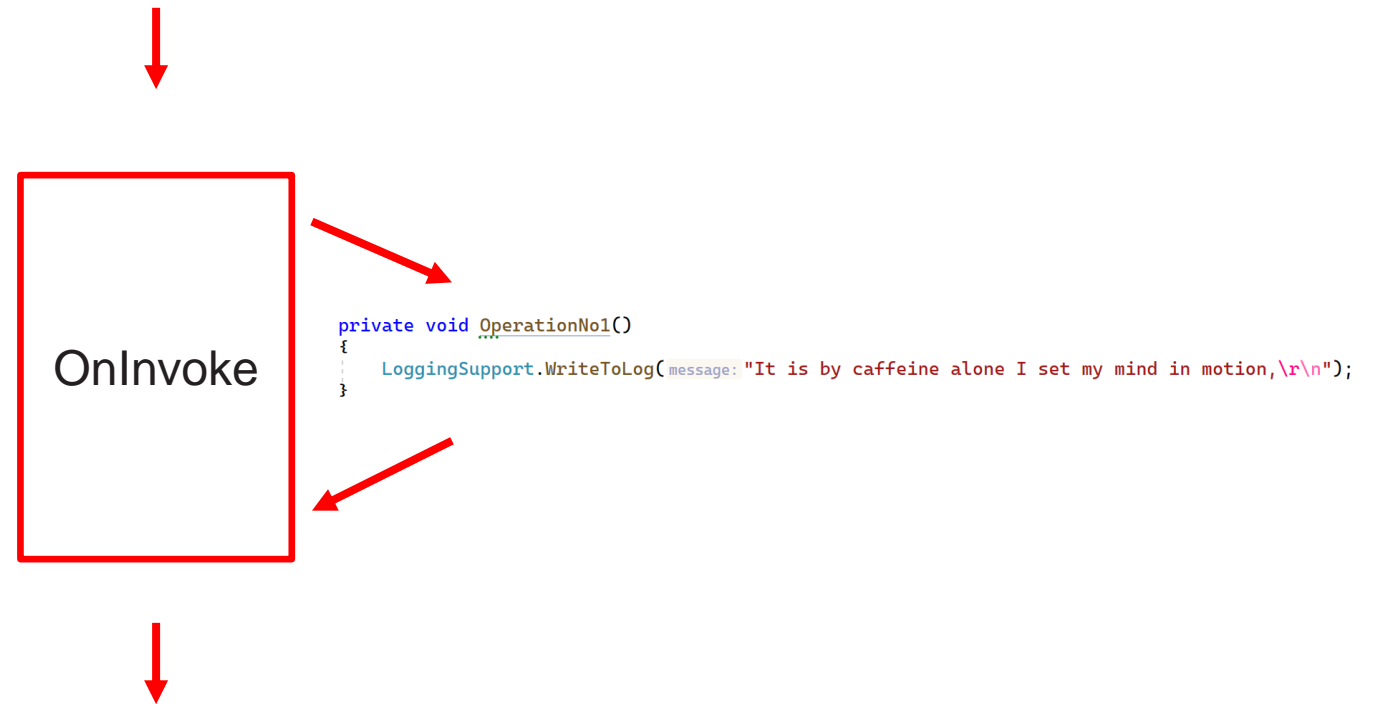 OnInvoke
private void OperationNo1()
{
    LoggingSupport.WriteToLog( message: "It is by caffeine alone I set my mind in motion,\r\n");
}